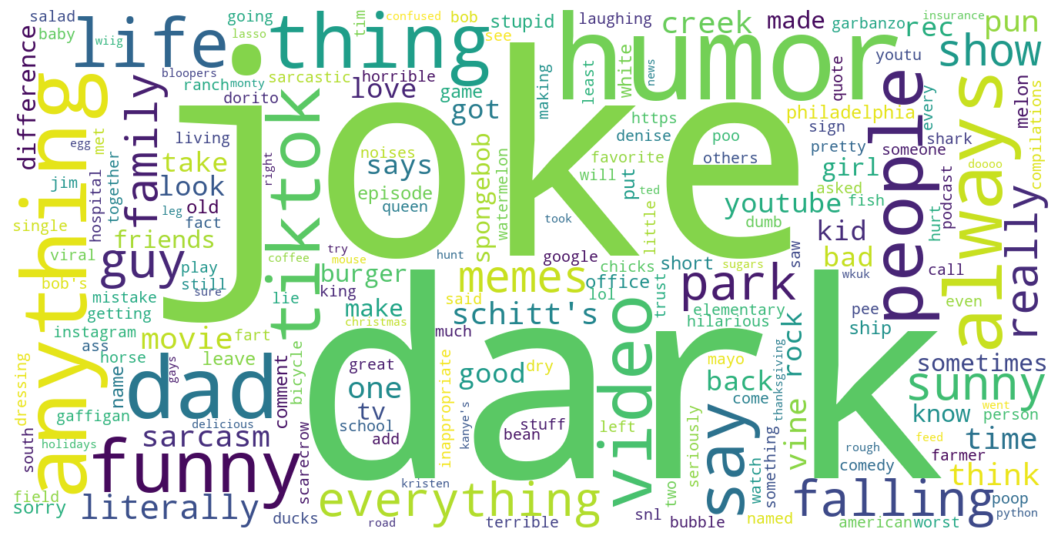 joke
dark
humor
life
thing
anything
always
people
funny
dad
tiktok
video
say
park
everything
falling
family
guy
memes
schitt's
show
sunny
really
literally
sarcasm
youtube
creek
pun
rec
made
stupid
laughing
garbanzo
insurance
youtu
salad
baby
going
lasso
tim
confused
bob
see
wiig
bloopers
monty
ranch
sarcastic
horrible
dorito
love
game
got
making
least
white
news
quote
philadelphia
every
melon
difference
egg
met
living
noises
says
spongebob
denise
https
poo
others
sign
shark
podcast
compilations
take
look
episode
watermelon
favorite
will
put
girl
pretty
someone
jim
together
hospital
leg
old
fact
right
queen
ted
little
dumb
asked
fish
hurt
doooo
single
friends
coffee
try
mouse
hunt
took
google
chicks
short
saw
kid
bad
wkuk
call
viral
bob's
play
still
sure
lie
king
burger
said
lol
office
trust
sugars
elementary
hilarious
pee
ship
even
mistake
getting
instagram
ass
movie
fart
bicycle
make
christmas
much
rock
horse
leave
name
gays
comment
great
one
good
dry
mayo
back
thanksgiving
come
sometimes
dressing
gaffigan
delicious
tv
school
add
inappropriate
kanye's
bean
stuff
left
seriously
watch
something
vine
know
went
person
south
holidays
scarecrow
kristen
two
rough
comedy
feed
farmer
time
think
field
sorry
ducks
road
terrible
snl
bubble
named
american
worst
poop
python